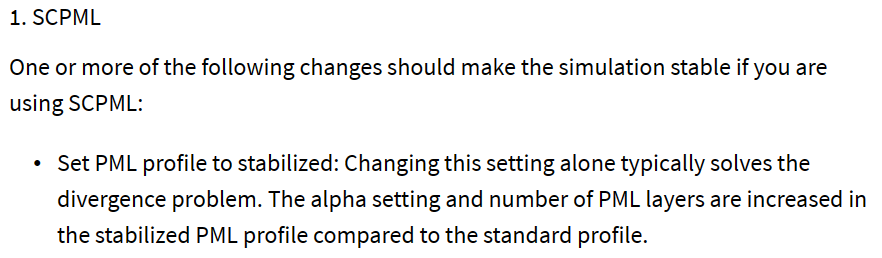 1. SCPML
One or more of the following changes should make the simulation stable if you are
using SCPML:
• Set PML profile to stabilized: Changing this setting alone typically solves the
divergence problem. The alpha setting and number of PML layers are increased in
the stabilized PML profile compared to the standard profile.